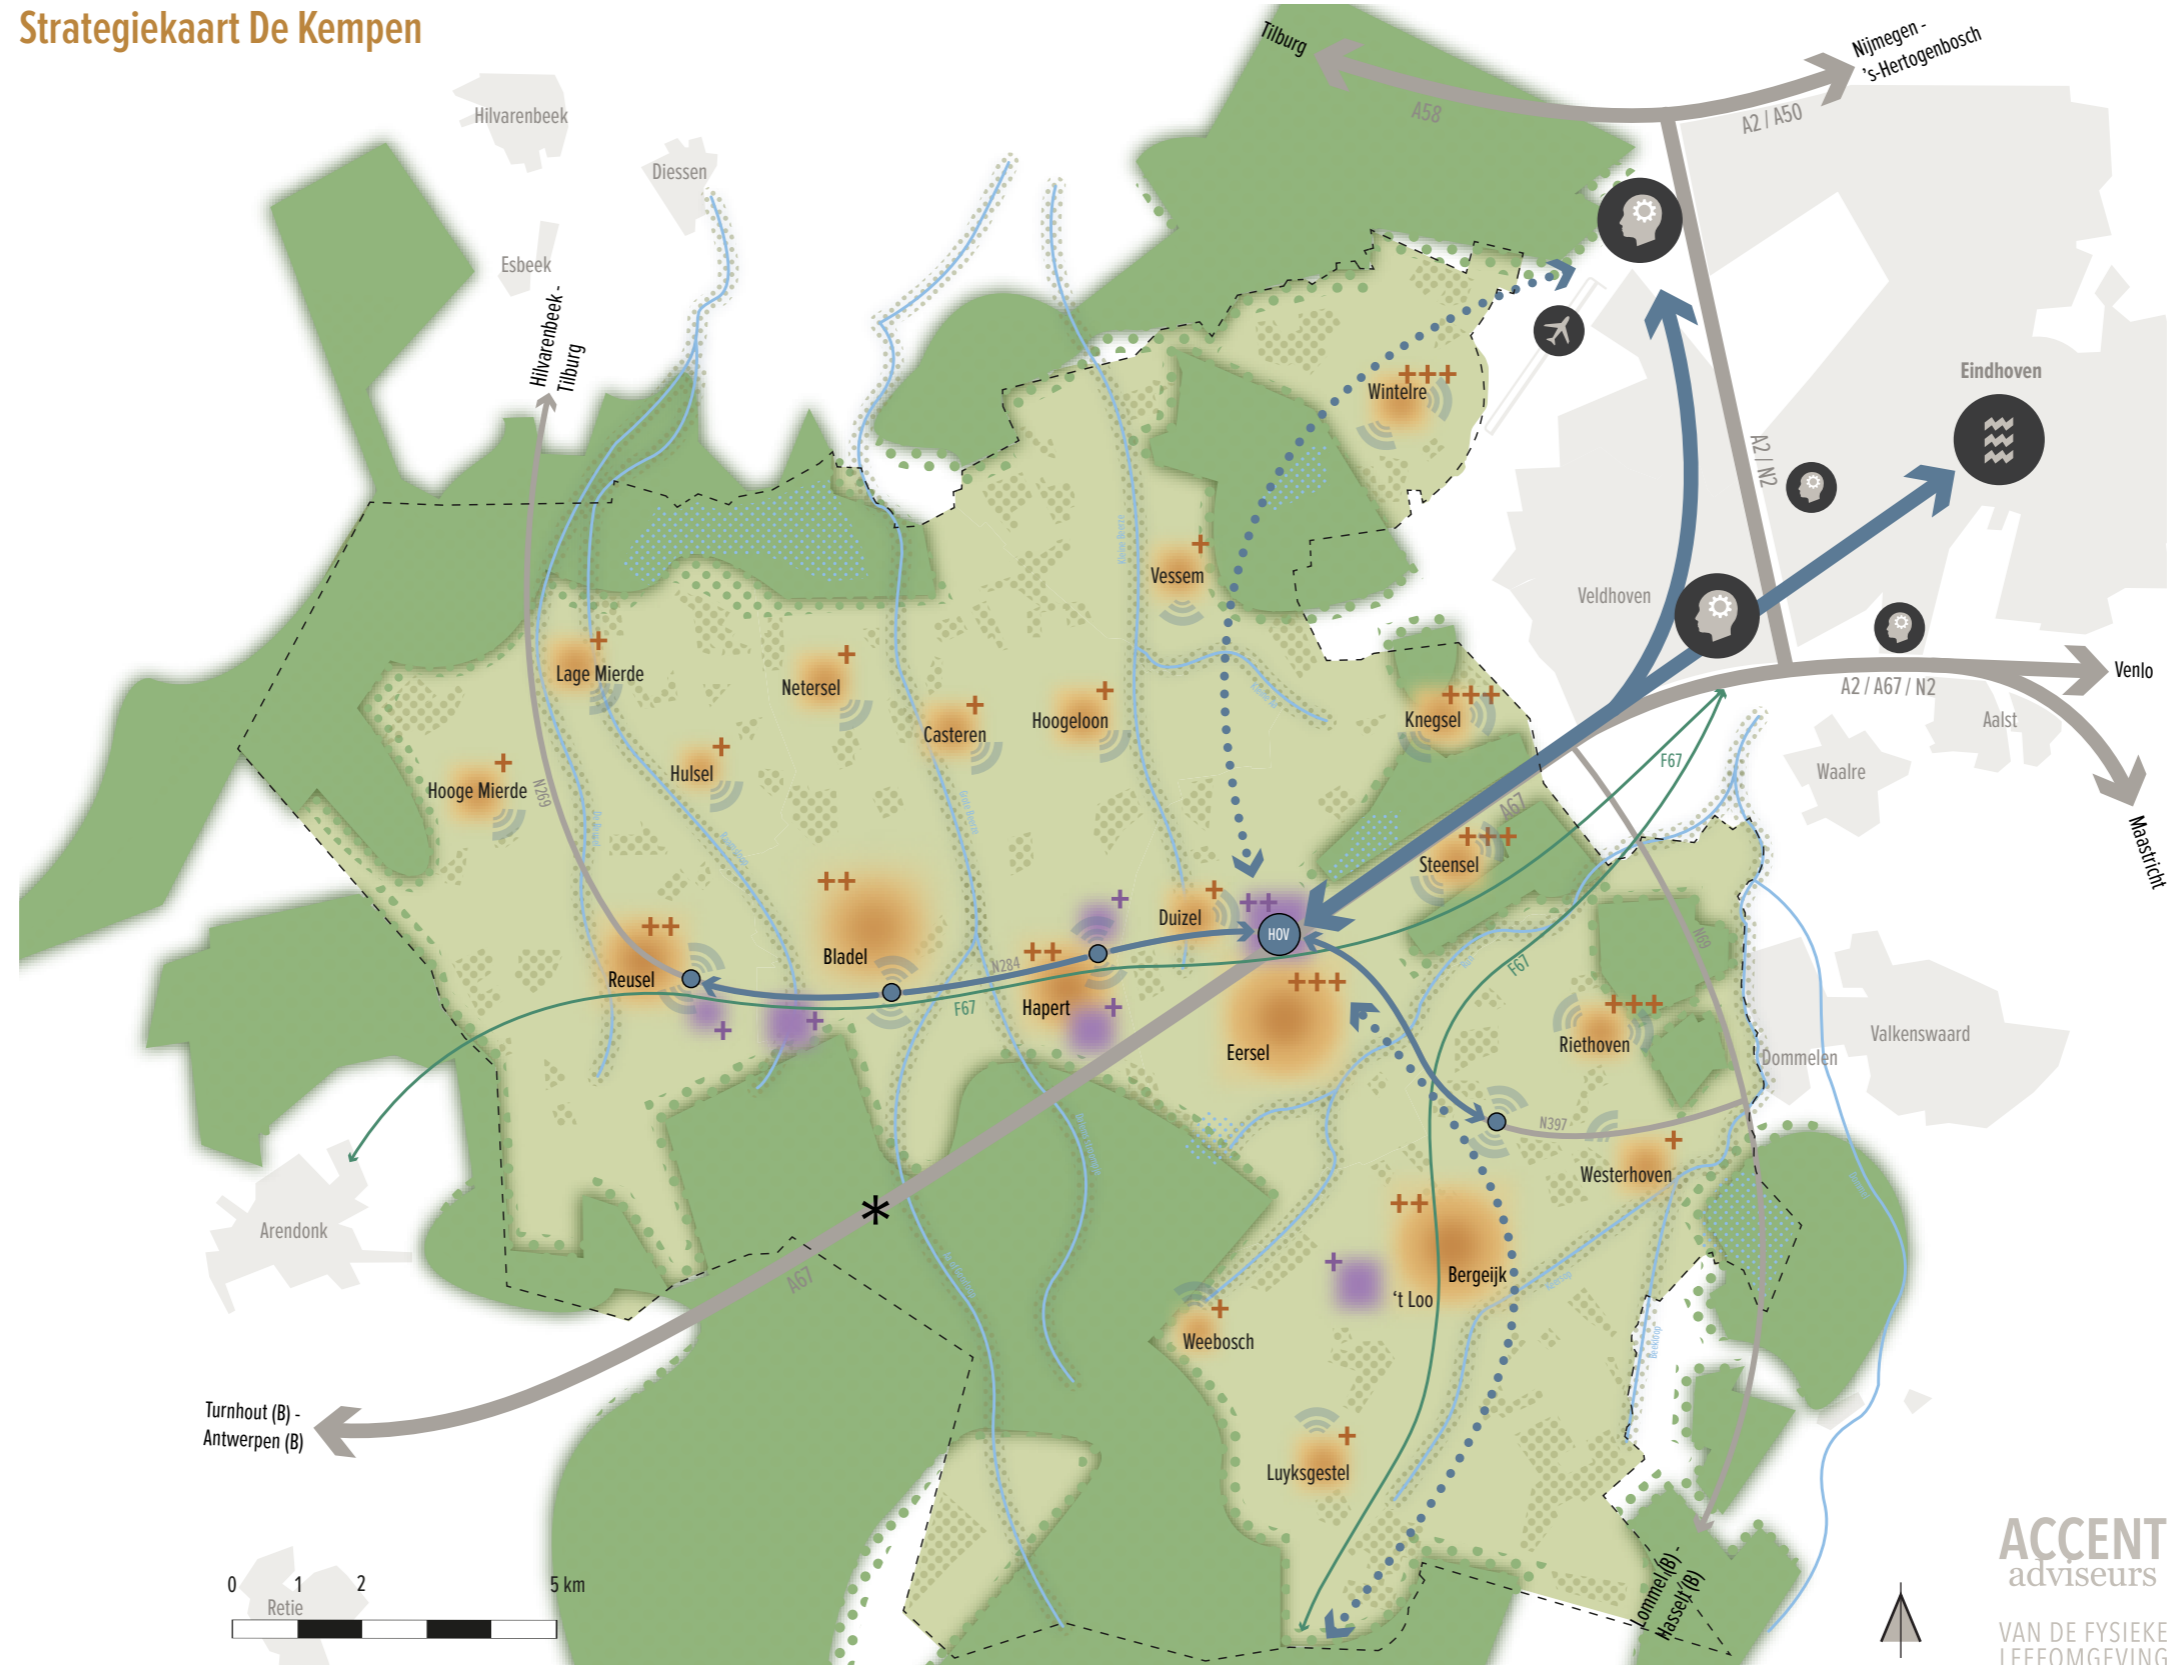 Strategiekaart De Kempen
Tilburg
Nijmegen -
's-Hertogenbosch
A58
A2 / A50
Hilvarenbeek
Diessen
Esbeek
Hilvarenbeek -
Tilburg
Eindhoven
Wintelre
+++
A2 / N2
Vessem
+
Veldhoven
Kleine Beerze
Lage Mierde
+
Netersel
+
Casteren
+
Hoogeloon
+
Knegsel
+++
Venlo
A2 / A67 / N2
Aalst
Hooge Mierde
+
Hulsel
+
N269
F67
Waalre
A67
Maastricht
Steensel
+++
Bladel
++
Duizel
+
++
HOV
+
Reusel
++
N284
++
Hapert
+
N69
F67
F67
+
+
Eersel
+++
Riethoven
+++
Valkenswaard
Dommelen
N397
Westerhoven
+
Arendonk
A67
*
++
Bergeijk
+
't Loo
Weebosch
+
Turnhout (B) -
Antwerpen (B)
Luyksgestel
+
Lommel (B) -
Hasselt (B)
0 1 2 5 km
Retie
ACCENT
adviseurs
VAN DE FYSIEKE
LEEFOMGEVING